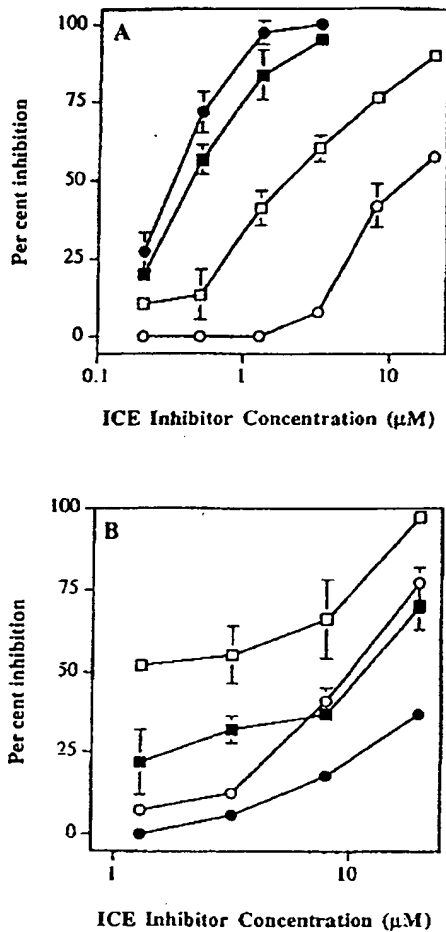 A
100
75
50
25
0
Per cent inhibition
0.1
1
10
ICE Inhibitor Concentration (μM)
B
100
75
50
25
0
Per cent inhibition
1
10
ICE Inhibitor Concentration (μM)